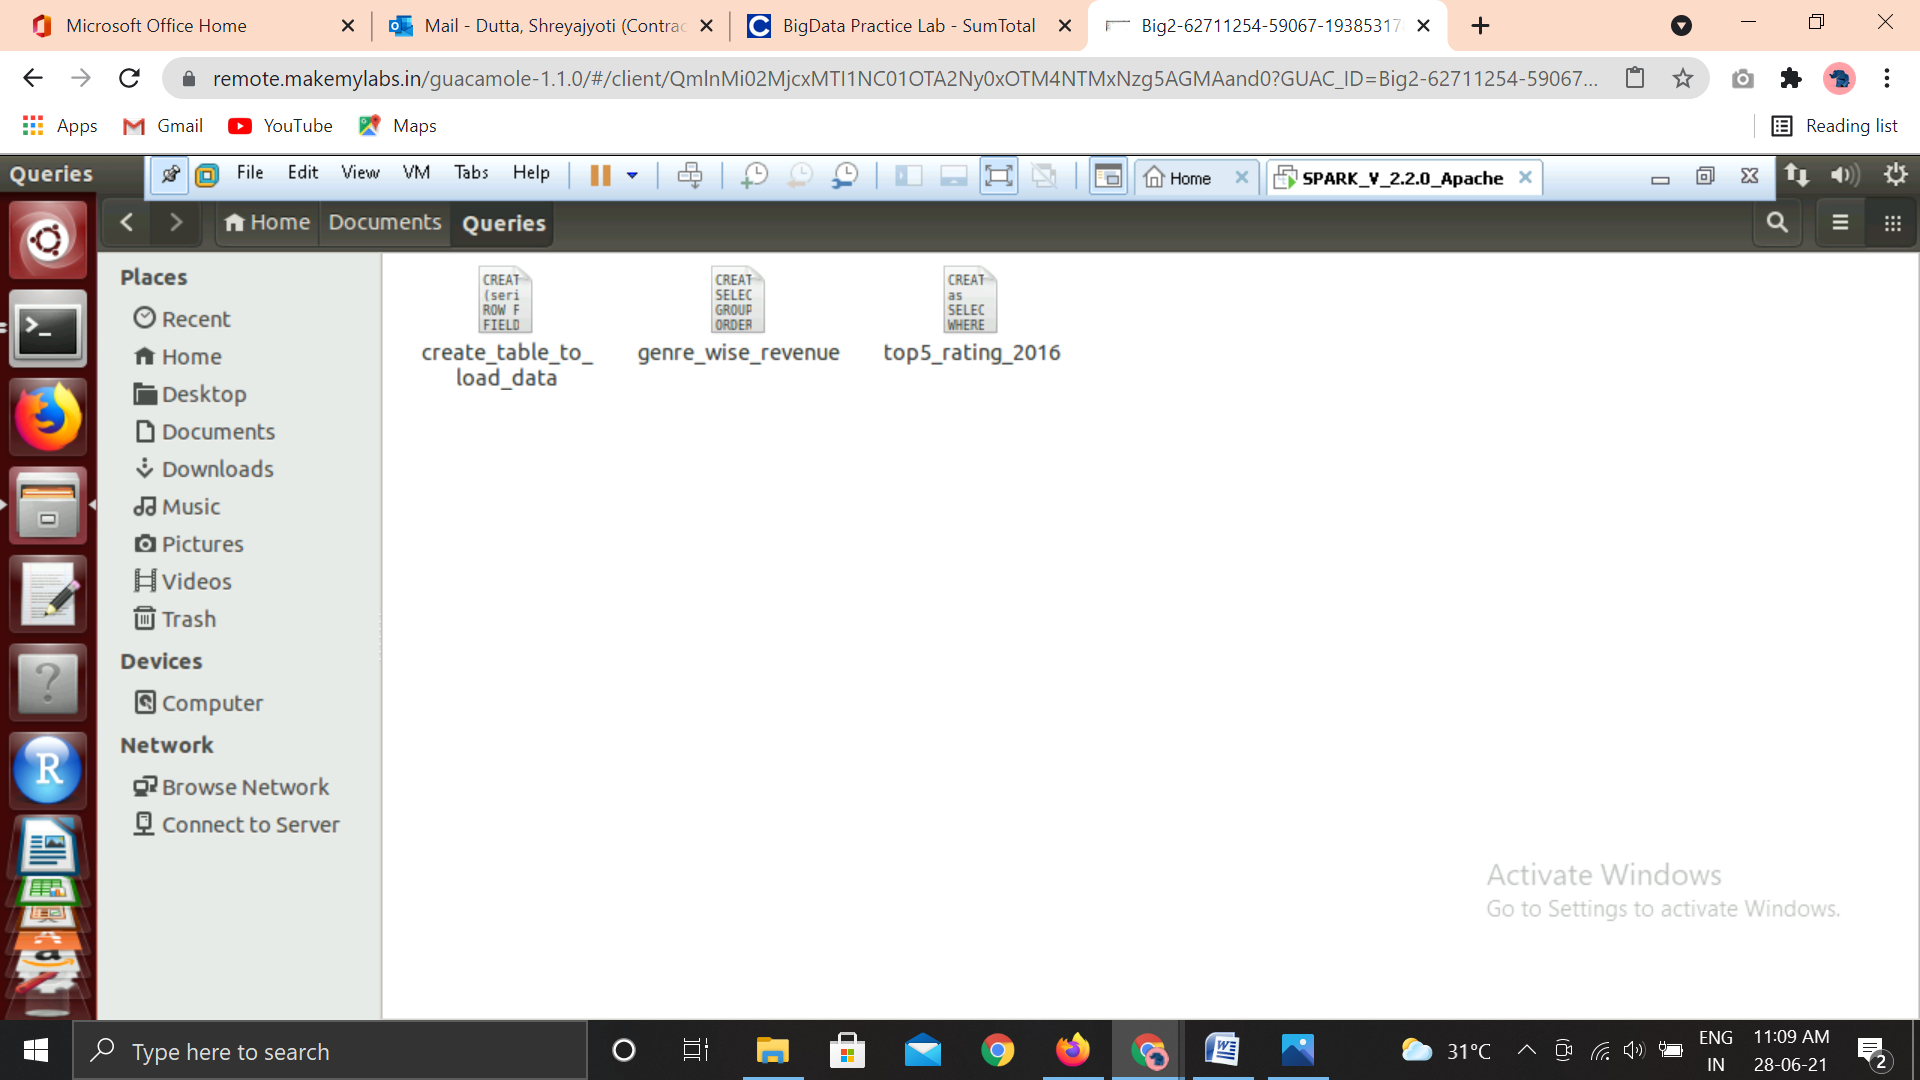 Microsoft Office Home
Mail - Dutta, Shreyajyoti (Contrac
BigData Practice Lab - SumTotal
Big2-62711254-59067-193853178
remote.makemylabs.in/guacamole-1.1.0/#/client/QmlnMi02MjcxMTI1NC01OTA2Ny0xOTM4NTMxNzg5AGMAand0?GUAC_ID=Big2-62711254-59067...
Apps
Gmail
YouTube
Maps
Reading list
Queries
File Edit View VM Tabs Help
Home
SPARK_V_2.2.0_Apache
Home
Documents
Queries
Places
Recent
Home
Desktop
Documents
Downloads
Music
Pictures
Videos
Trash
Devices
Computer
Network
Browse Network
Connect to Server
CREAT
(seri
ROW F
FIELD
create_table_to_
load_data
CREAT
SELEC
GROUP
ORDER
genre_wise_revenue
CREAT
as
SELEC
WHERE
top5_rating_2016
Activate Windows
Go to Settings to activate Windows.
Type here to search
31°C
ENG
IN
11:09 AM
28-06-21
2